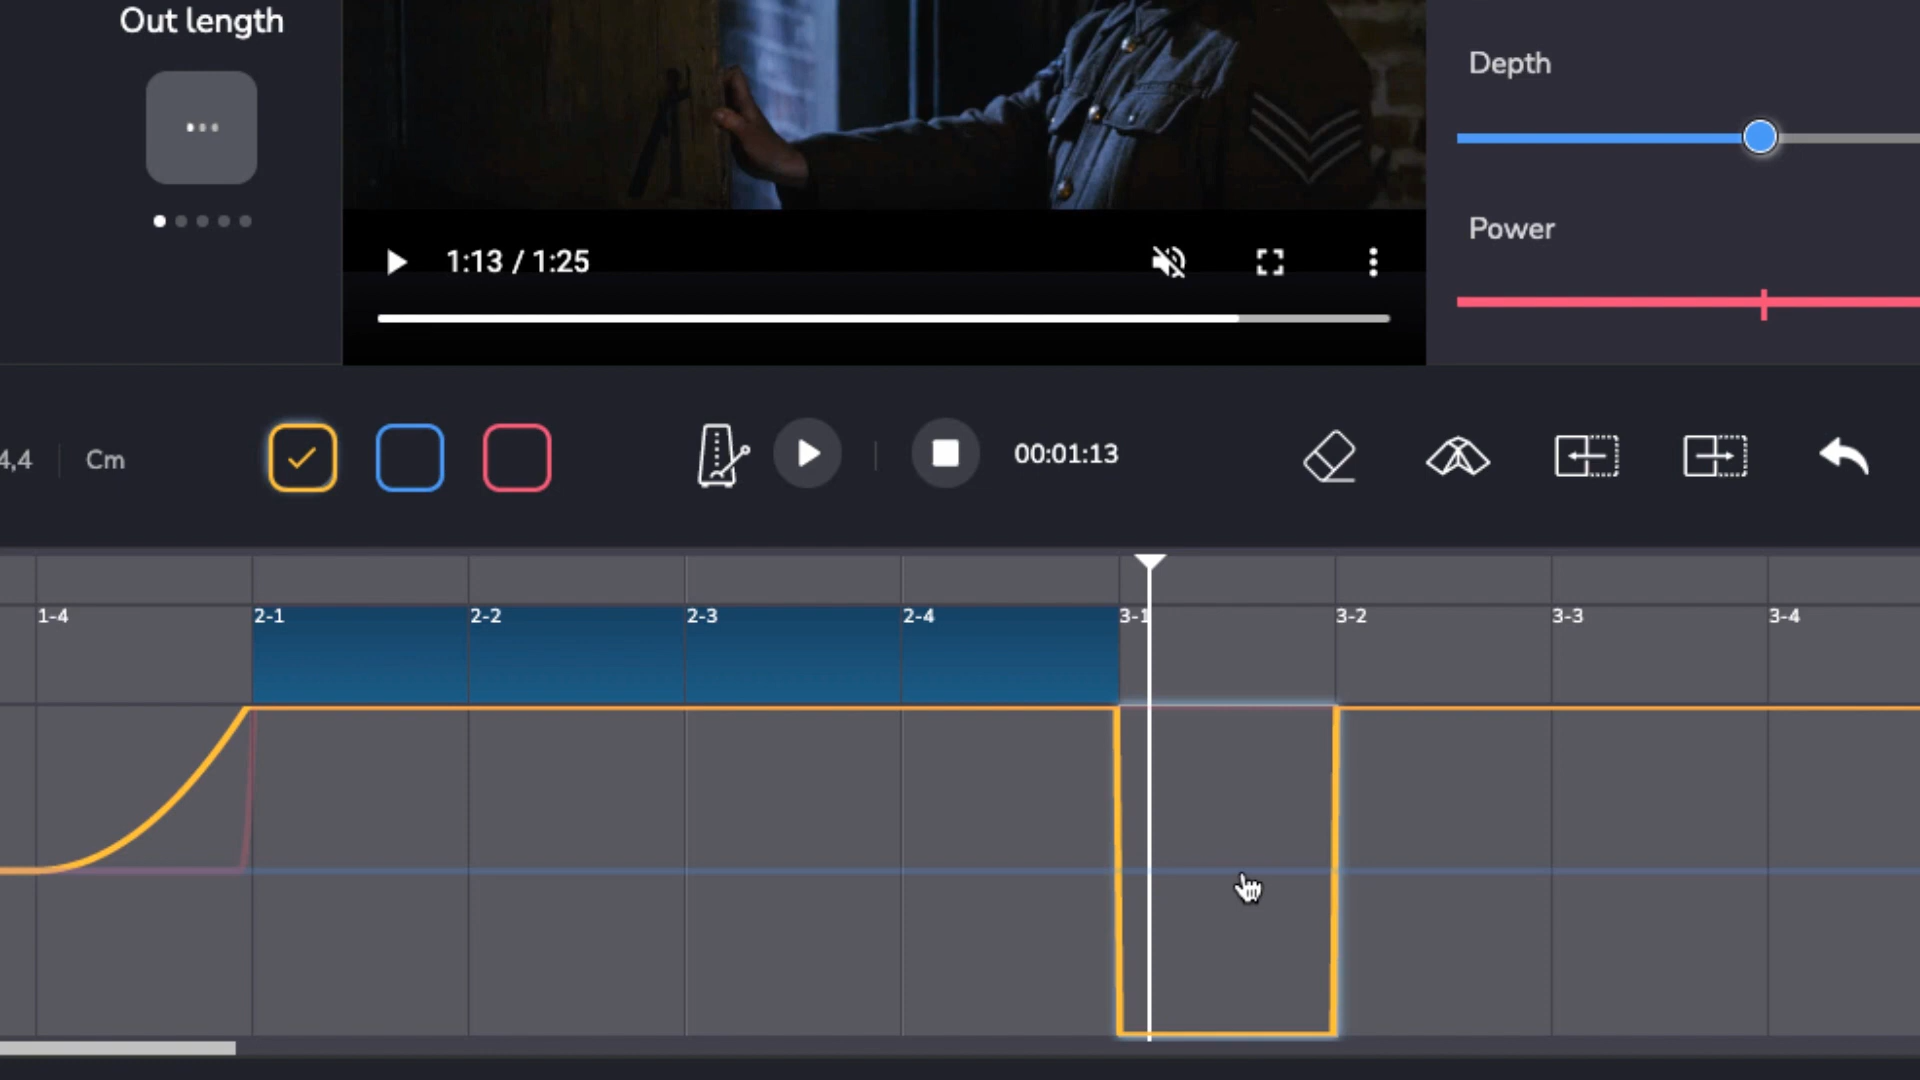 Out length
Depth
Power
1:13 / 1:25
4,4
Cm
00:01:13
1-4
2-1
2-2
2-3
2-4
3-1
3-2
3-3
3-4